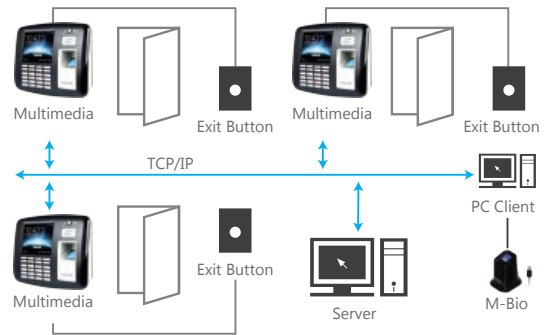 Multimedia
Exit Button
Multimedia
Exit Button
TCP/IP
PC Client
Multimedia
Exit Button
Server
M-Bio